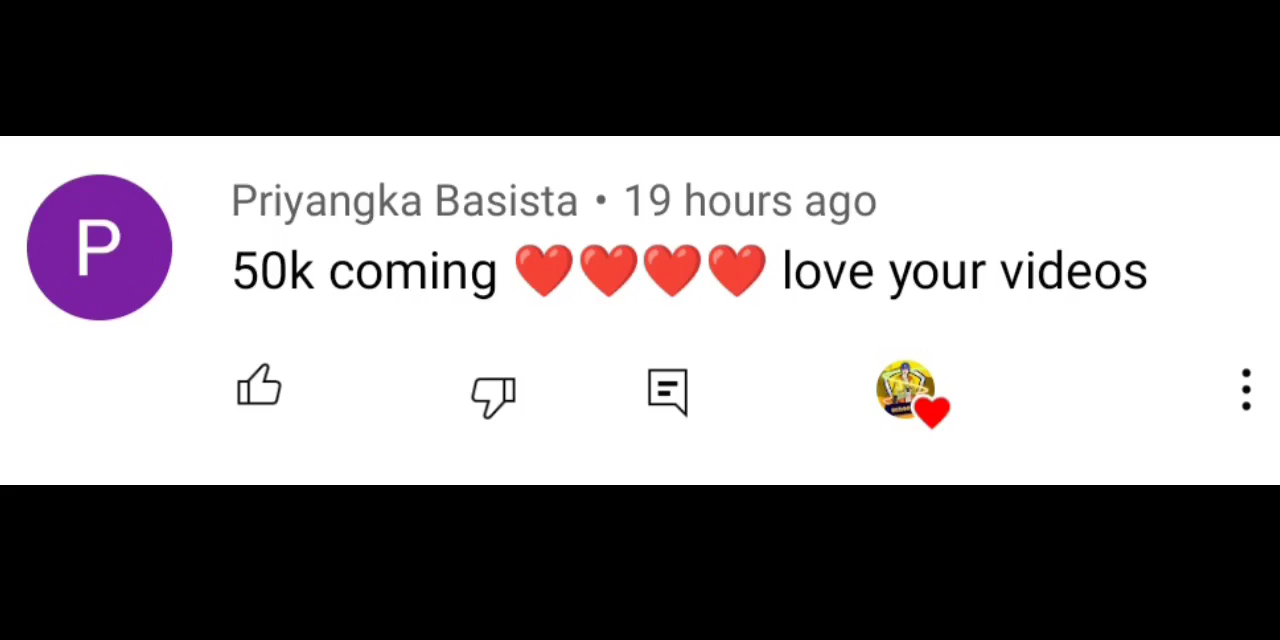 P
Priyangka Basista • 19 hours ago
50k coming ❤️❤️❤️❤️ love your videos